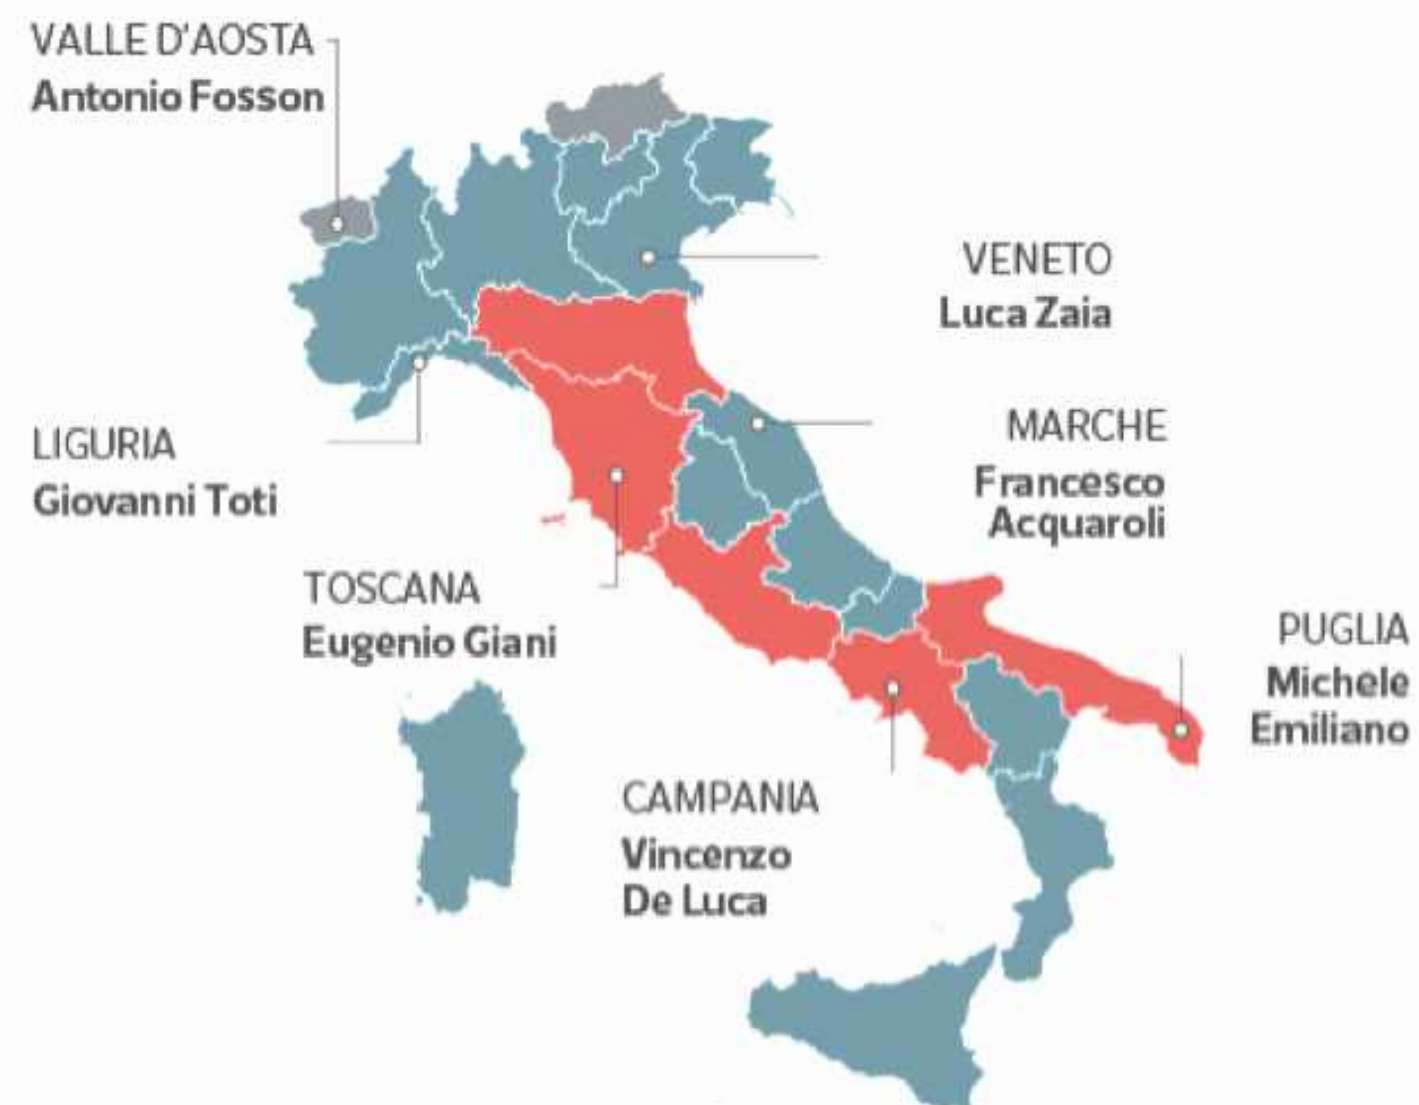 VALLE D'AOSTA
Antonio Fosson
VENETO
Luca Zaia
MARCHE
Francesco
Acquaroli
LIGURIA
Giovanni Toti
TOSCANA
Eugenio Giani
PUGLIA
Michele
Emiliano
CAMPANIA
Vincenzo
De Luca